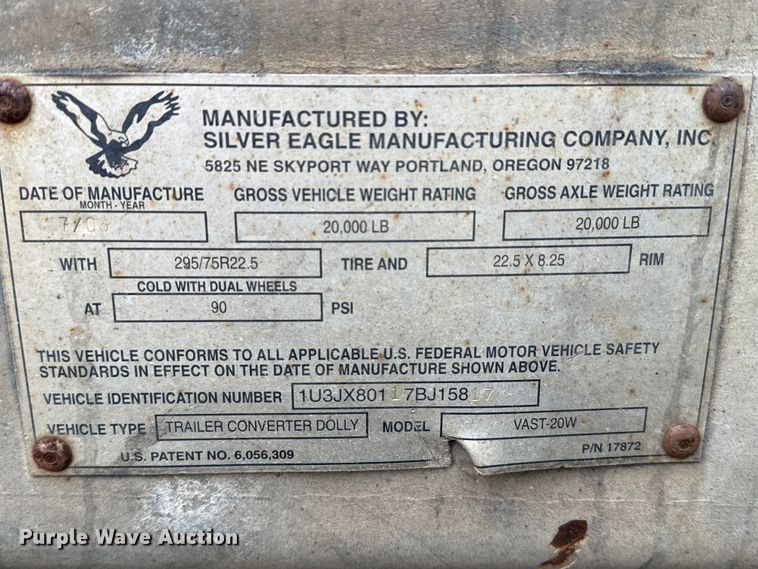 MANUFACTURED BY:
SILVER EAGLE MANUFACTURING COMPANY, INC.
5825 NE SKYPORT WAY PORTLAND, OREGON 97218
DATE OF MANUFACTURE GROSS VEHICLE WEIGHT RATING GROSS AXLE WEIGHT RATING
MONTH - YEAR
7/06 20,000 LB 20,000 LB
WITH 295/75R22.5 TIRE AND 22.5 X 8.25 RIM
COLD WITH DUAL WHEELS
AT 90 PSI
THIS VEHICLE CONFORMS TO ALL APPLICABLE U.S. FEDERAL MOTOR VEHICLE SAFETY
STANDARDS IN EFFECT ON THE DATE OF MANUFACTURE SHOWN ABOVE.
VEHICLE IDENTIFICATION NUMBER 1U3JX80117BJ15817
VEHICLE TYPE TRAILER CONVERTER DOLLY MODEL VAST-20W
U.S. PATENT NO. 6,056,309 P/N 17872
Purple Wave Auction